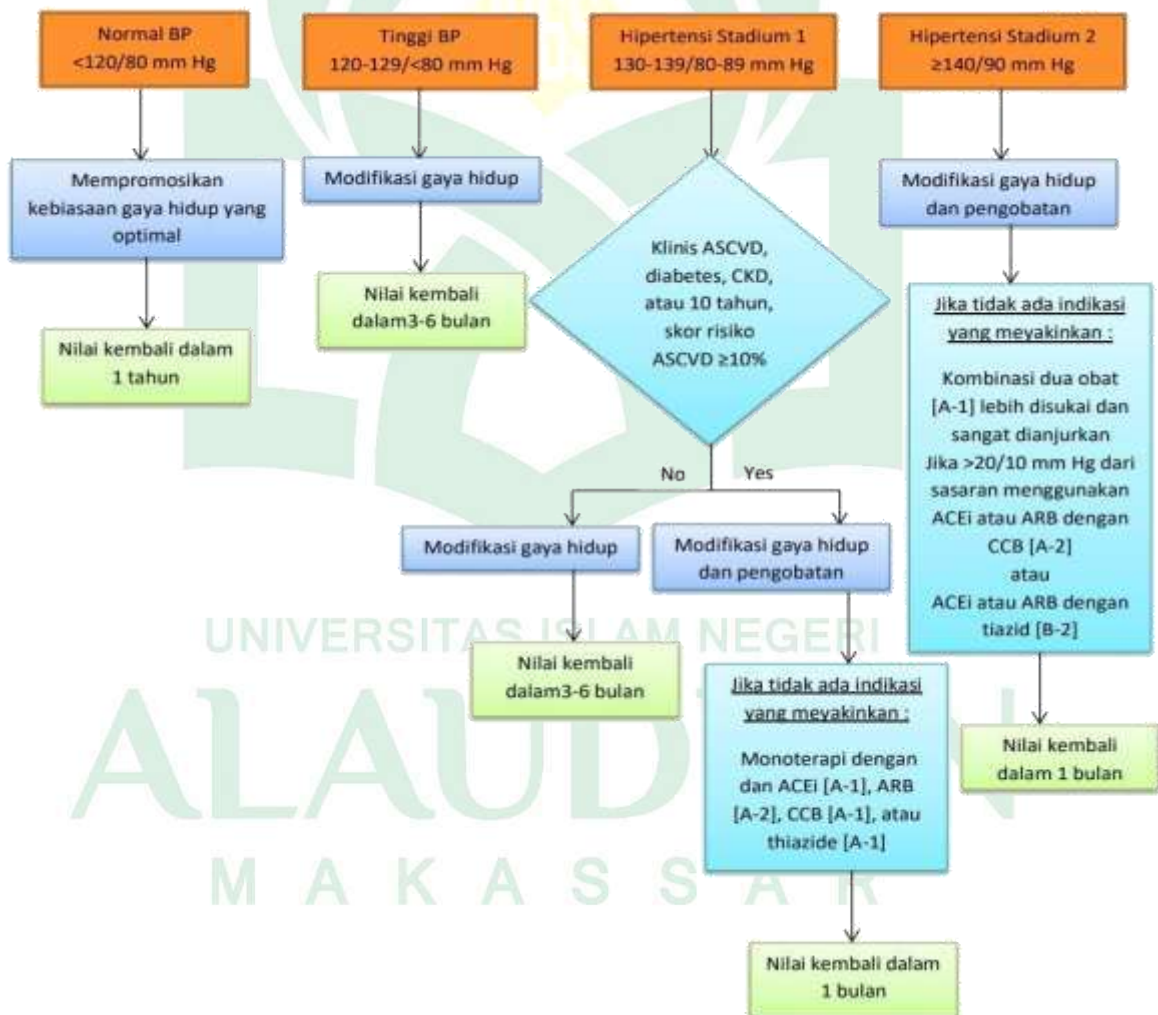 Normal BP
<120/80 mm Hg
Tinggi BP
120-129/<80 mm Hg
Hipertensi Stadium 1
130-139/80-89 mm Hg
Hipertensi Stadium 2
≥140/90 mm Hg
Mempromosikan
kebiasaan gaya hidup yang
optimal
Modifikasi gaya hidup
Klinis ASCVD,
diabetes, CKD,
atau 10 tahun,
skor risiko
ASCVD ≥10%
Modifikasi gaya hidup
dan pengobatan
Nilai kembali dalam
1 tahun
Nilai kembali
dalam3-6 bulan
Jika tidak ada indikasi
yang meyakinkan :
Kombinasi dua obat
[A-1] lebih disukai dan
sangat dianjurkan
Jika >20/10 mm Hg dari
sasaran menggunakan
ACEi atau ARB dengan
CCB [A-2]
atau
ACEi atau ARB dengan
tiazid [B-2]
No
Yes
Modifikasi gaya hidup
Modifikasi gaya hidup
dan pengobatan
Nilai kembali
dalam3-6 bulan
Jika tidak ada indikasi
yang meyakinkan :
Monoterapi dengan
dan ACEi [A-1], ARB
[A-2], CCB [A-1], atau
thiazide [A-1]
Nilai kembali
dalam 1 bulan
Nilai kembali dalam
1 bulan
UNIVERSITAS ISLAM NEGERI
ALAUDDIN
MAKASSAR